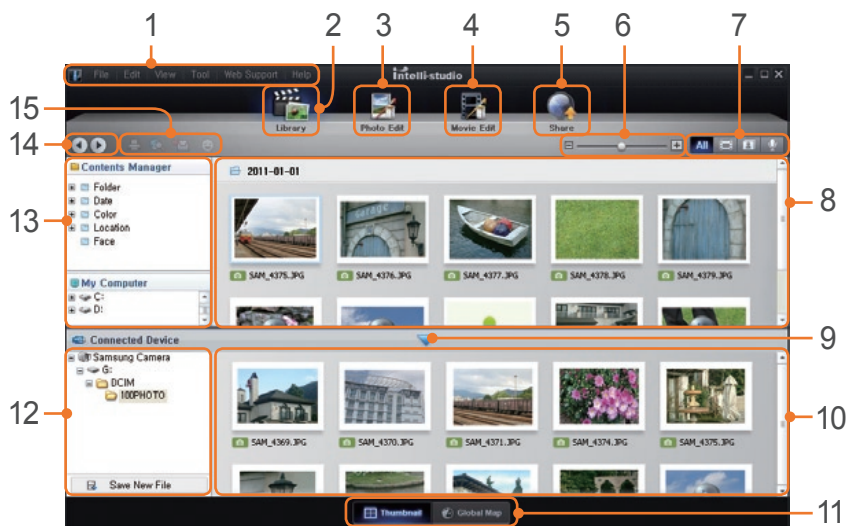 1 2 3 4 5 6 7
File Edit View Tool Web Support Help
intelli-studio
Library Photo Edit Movie Edit Share
15
14
All
Contents Manager
2011-01-01
Folder
Date
Color
Location
Face
13
8
SAM_4375.JPG SAM_4376.JPG SAM_4377.JPG SAM_4378.JPG SAM_4379.JPG
My Computer
C:
D:
Connected Device
9
Samsung Camera
G:
DCIM
100PHOTO
12
10
SAM_4369.JPG SAM_4370.JPG SAM_4371.JPG SAM_4374.JPG SAM_4375.JPG
Save New File
Thumbnail Global Map
11